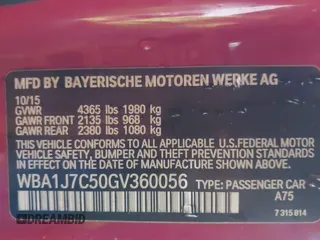 MFD BY BAYERISCHE MOTOREN WERKE AG
10/15
GVWR 4365 lbs 1980 kg
GAWR FRONT 2135 lbs 968 kg
GAWR REAR 2380 lbs 1080 kg
THIS VEHICLE CONFORMS TO ALL APPLICABLE U.S. FEDERAL MOTOR
VEHICLE SAFETY, BUMPER, AND THEFT PREVENTION STANDARDS
IN EFFECT ON THE DATE OF MANUFACTURE SHOWN ABOVE.
WBA1J7C50GV360056 TYPE: PASSENGER CAR
A75
7 315 814
DREAMBID